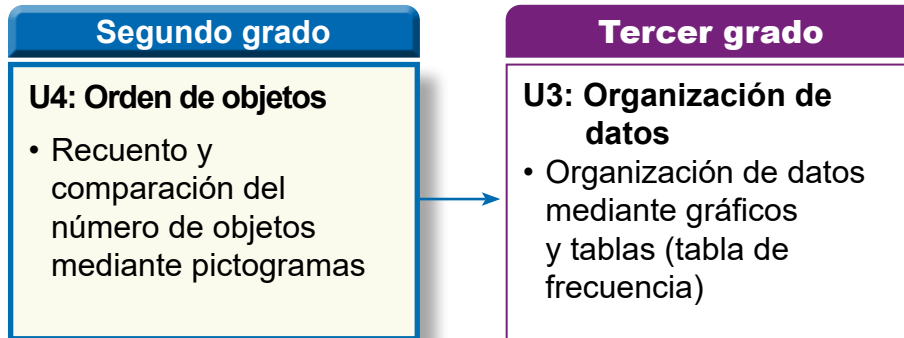 Segundo grado
U4: Orden de objetos
• Recuento y
comparación del
número de objetos
mediante pictogramas
Tercer grado
U3: Organización de
datos
• Organización de datos
mediante gráficos
y tablas (tabla de
frecuencia)